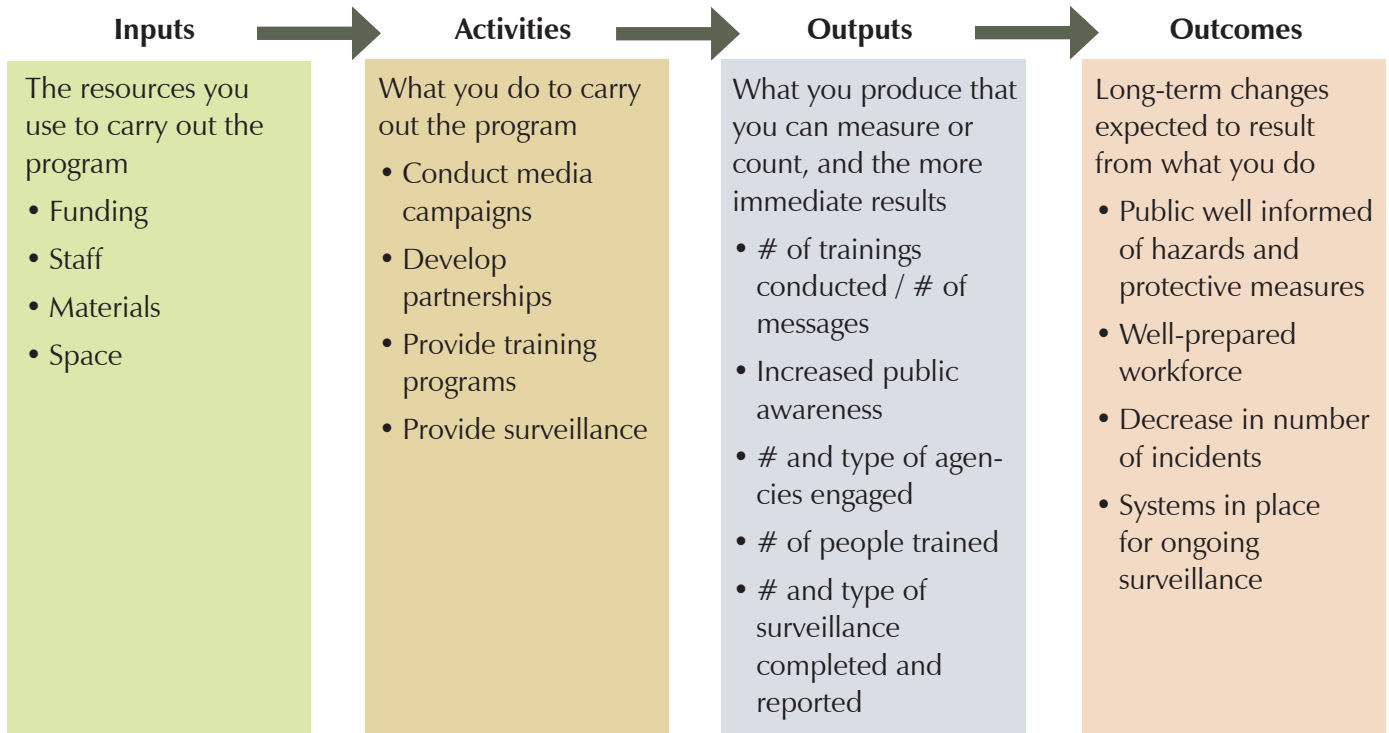 Inputs
Activities
Outputs
Outcomes
The resources you
use to carry out the
program
• Funding
• Staff
• Materials
• Space
What you do to carry
out the program
• Conduct media
campaigns
• Develop
partnerships
• Provide training
programs
• Provide surveillance
What you produce that
you can measure or
count, and the more
immediate results
• # of trainings
conducted / # of
messages
• Increased public
awareness
• # and type of agen-
cies engaged
• # of people trained
• # and type of
surveillance
completed and
reported
Long-term changes
expected to result
from what you do
• Public well informed
of hazards and
protective measures
• Well-prepared
workforce
• Decrease in number
of incidents
• Systems in place
for ongoing
surveillance